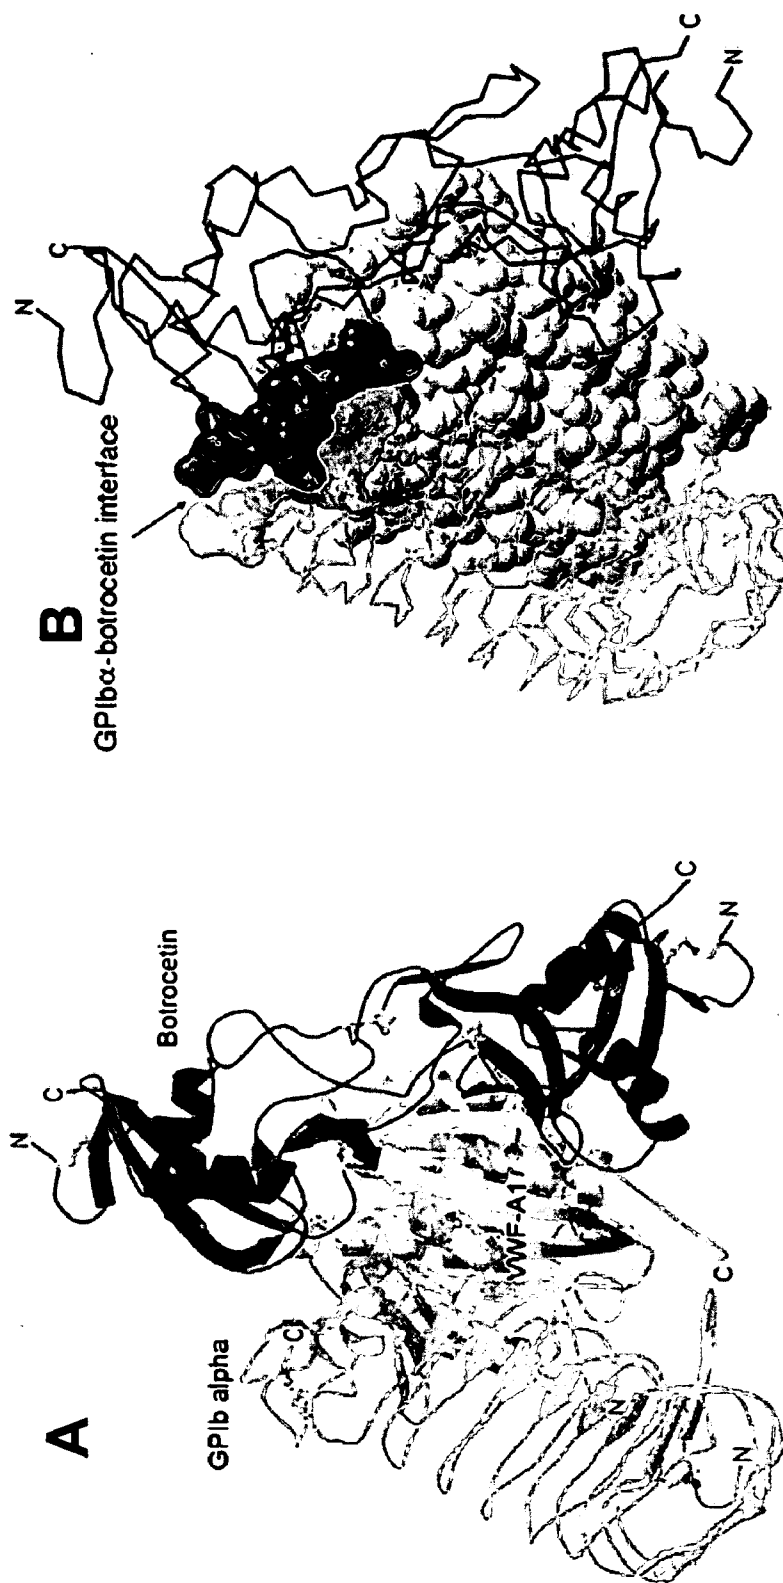 A
GPIb alpha
Botrocetin
VWF-A1
N
C
C
N
C
N
C
N
B
GPIbα-botrocetin interface
N
C
C
N